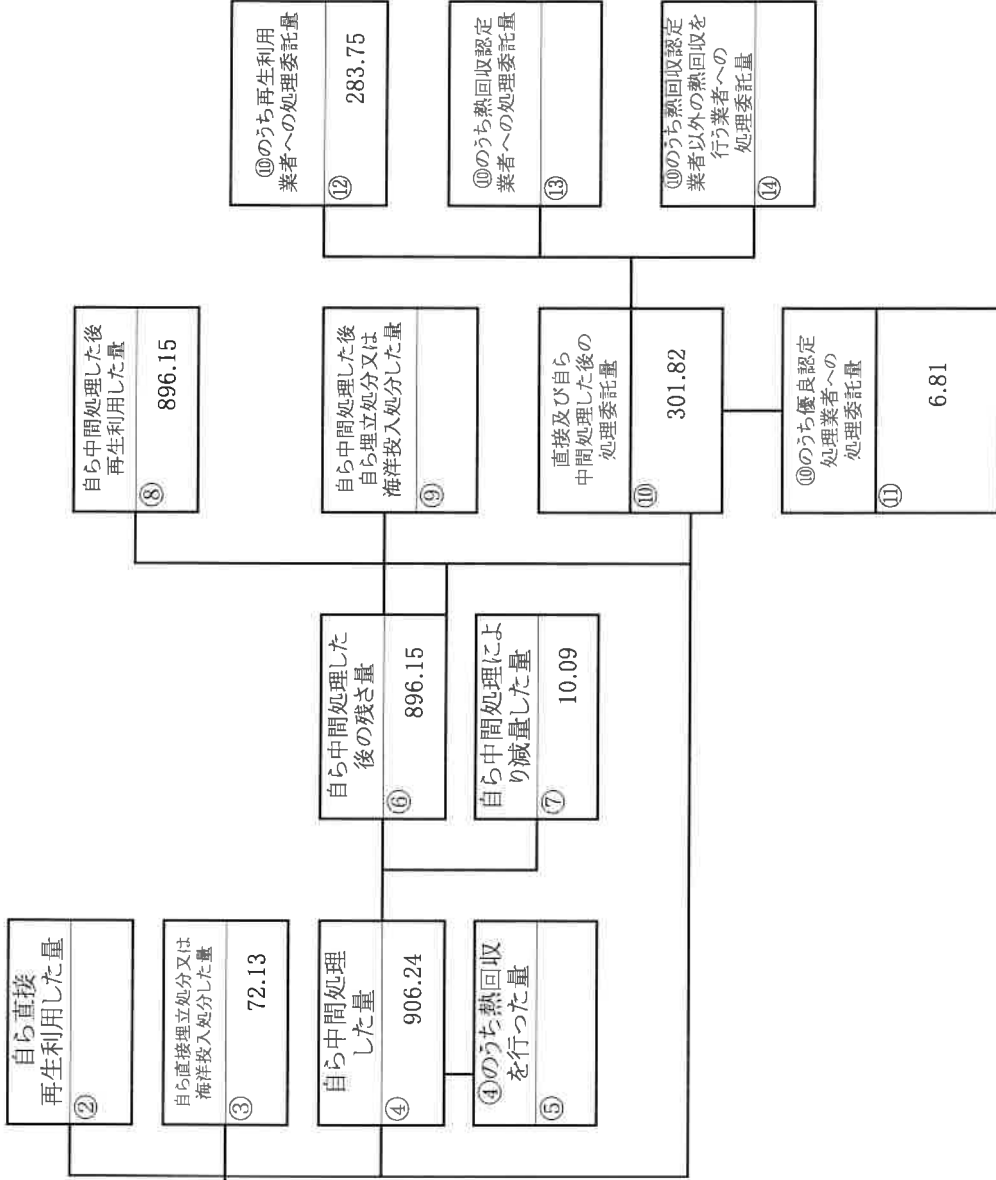 自ら直接
再生利用した量
②
自ら直接埋立処分又は
海洋投入処分した量
③
72.13
自ら中間処理
した量
④
906.24
④のうち熱回収
を行った量
⑤
自ら中間処理した
後の残さ量
⑥
896.15
自ら中間処理によ
り減量した量
⑦
10.09
自ら中間処理した後
再生利用した量
⑧
896.15
自ら中間処理した後
自ら埋立処分又は
海洋投入処分した量
⑨
直接及び自ら
中間処理した後の
処理委託量
⑩
301.82
⑩のうち優良認定
処理業者への
処理委託量
⑪
6.81
⑩のうち再生利用
業者への処理委託量
⑫
283.75
⑩のうち熱回収認定
業者への処理委託量
⑬
⑩のうち熱回収認定
業者以外の熱回収を
行う業者への
処理委託量
⑭